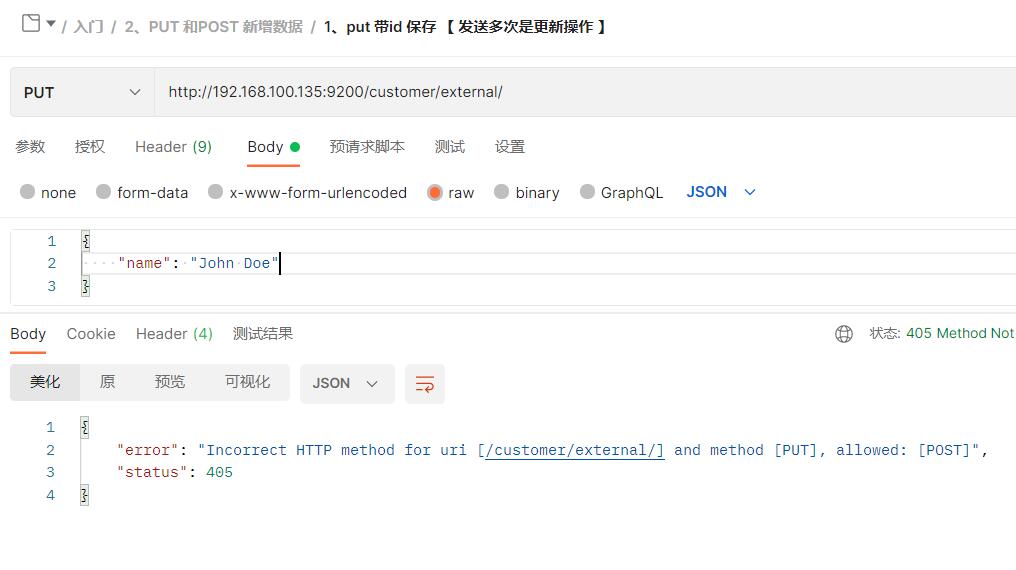 / 入门 / 2、PUT 和POST 新增数据 / 1、put 带id 保存 【 发送多次是更新操作 】
PUT http://192.168.100.135:9200/customer/external/
参数 授权 Header (9) Body 预请求脚本 测试 设置
none form-data x-www-form-urlencoded raw binary GraphQL JSON
1 {
2 "name": "John Doe"
3 }
Body Cookie Header (4) 测试结果 状态: 405 Method Not
美化 原 预览 可视化 JSON
1 {
2 "error": "Incorrect HTTP method for uri [/customer/external/] and method [PUT], allowed: [POST]",
3 "status": 405
4 }